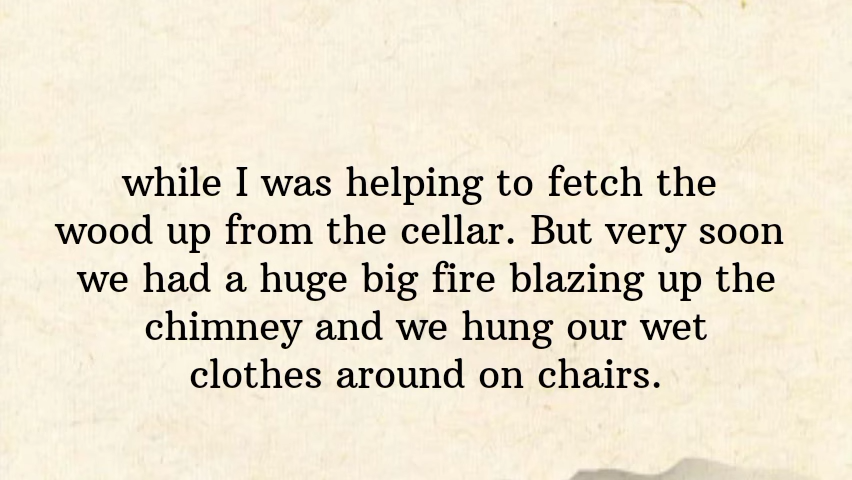 while I was helping to fetch the
wood up from the cellar. But very soon
we had a huge big fire blazing up the
chimney and we hung our wet
clothes around on chairs.